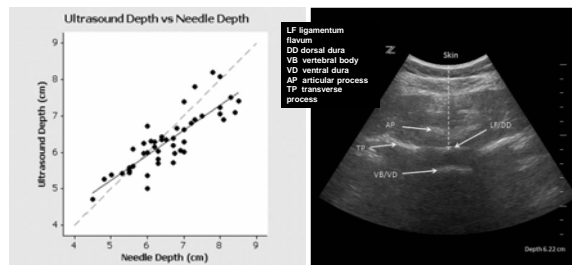 Ultrasound Depth vs Needle Depth
Ultrasound Depth (cm)
9
8
7
6
5
4
4
5
6
7
8
9
Needle Depth (cm)
LF ligamentum
flavum
DD dorsal dura
VB vertebral body
VD ventral dura
AP articular process
TP transverse
process
Z
Skin
AP
LF/DD
TP
VB/VD
Depth 6.22 cm